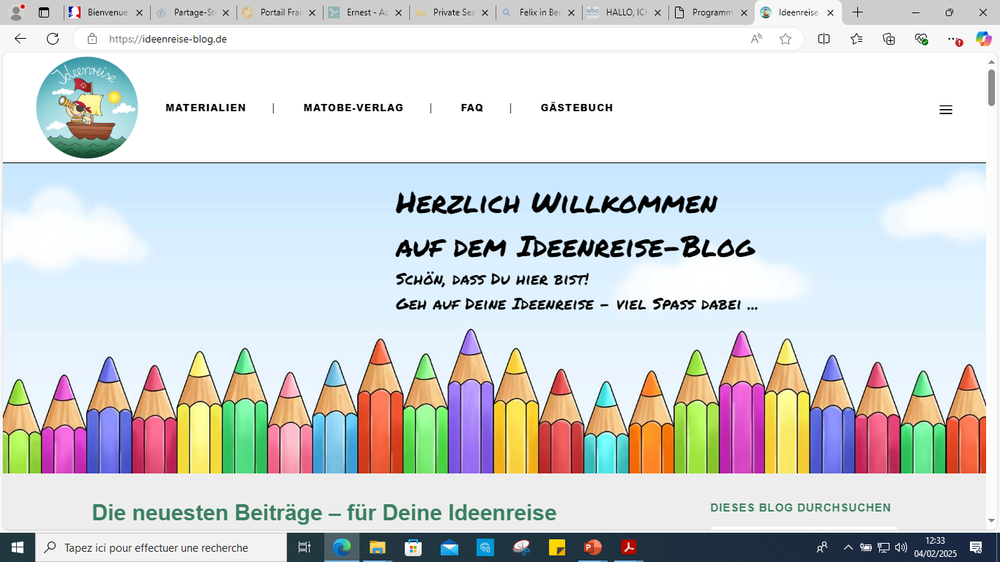 Bienvenue
Partage-St
Portail Frai
Ernest - Ac
Private Sea
Felix in Ber
HALLO, ICH
Programm
Ideenreise
https://ideenreise-blog.de
Ideenreise
MATERIALIEN | MATOBE-VERLAG | FAQ | GÄSTEBUCH
Herzlich Willkommen
auf dem Ideenreise-Blog
Schön, dass Du hier bist!
Geh auf Deine Ideenreise – viel Spass dabei ...
Die neuesten Beiträge – für Deine Ideenreise
DIESES BLOG DURCHSUCHEN
Tapez ici pour effectuer une recherche
12:33
04/02/2025